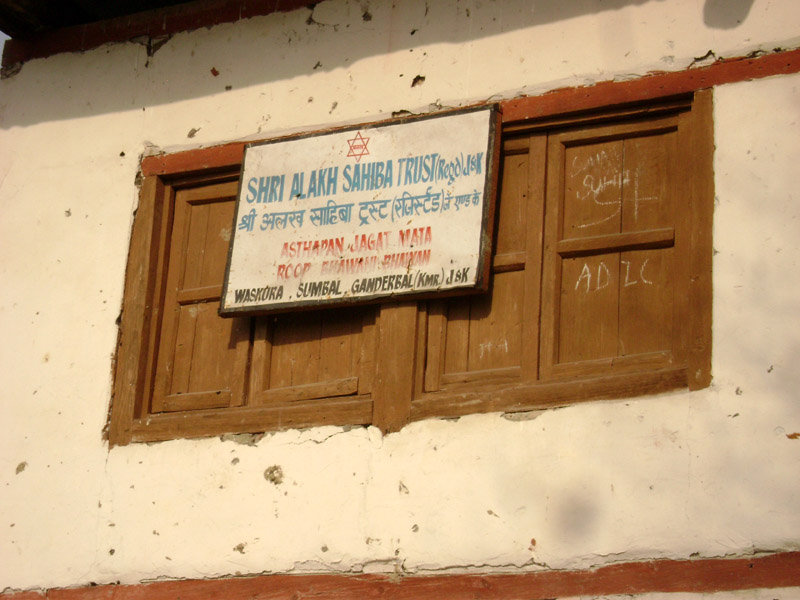 SHRI ALAKH SAHIBA TRUST (Regd) J&K
श्री अलख साहिबा ट्रस्ट (रजिस्टर्ड) जे एण्ड के
ASTHAPAN JAGAT MATA
ROOP BHAWANI BHAWAN
WASKURA, SUMBAL GANDERBAL (KMR) J&K
ADIL